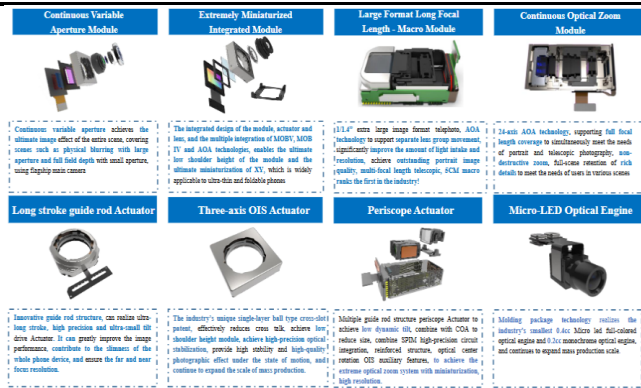 Continuous Variable
Aperture Module
Extremely Miniaturized
Integrated Module
Large Format Long Focal
Length - Macro Module
Continuous Optical Zoom
Module
Continuous variable aperture achieves the
ultimate image effect of the entire scene, covering
scenes such as physical blurring with large
aperture and full field depth with small aperture,
using flagship main camera
The integrated design of the module, actuator and
lens, and the multiple integration of MOBV, MOB
IV and AOA technologies, enables the ultimate
low shoulder height of the module and the
ultimate miniaturization of XY, which is widely
applicable to ultra-thin and foldable phones
1/1.4" extra large image format telephoto, AOA
technology to support separate lens group movement,
significantly improve the amount of light intake and
resolution, achieve outstanding portrait image
quality, multi-focal length telescopic, 5CM macro
ranks the first in the industry!
24-axis AOA technology, supporting full focal
length coverage to simultaneously meet the needs
of portrait and telescopic photography, non-
destructive zoom, full-scene retention of rich
details to meet the needs of users in various scenes
Long stroke guide rod Actuator
Three-axis OIS Actuator
Periscope Actuator
Micro-LED Optical Engine
Innovative guide rod structure, can realize ultra-
long stroke, high precision and ultra-small tilt
drive Actuator. It can greatly improve the image
performance, contribute to the slimness of the
whole phone device, and ensure the far and near
focus resolution.
The industry's unique single-layer ball type cross-slot
patent, effectively reduces cross talk, achieve low
shoulder height module, achieve high-precision optical
stabilization, provide high stability and high-quality
photographic effect under the state of motion, and
continue to expand the scale of mass production.
Multiple guide rod structure periscope Actuator to
achieve low dynamic tilt, combine with COA to
reduce size, combine SPIM high-precision circuit
integration, reinforced structure, optical center
rotation OIS auxiliary features, to achieve the
extreme optical zoom system with miniaturization,
high resolution.
Molding package technology realizes the
industry's smallest 0.4cc Micro led full-colored
optical engine and 0.2cc monochrome optical engine,
and continues to expand mass production scale